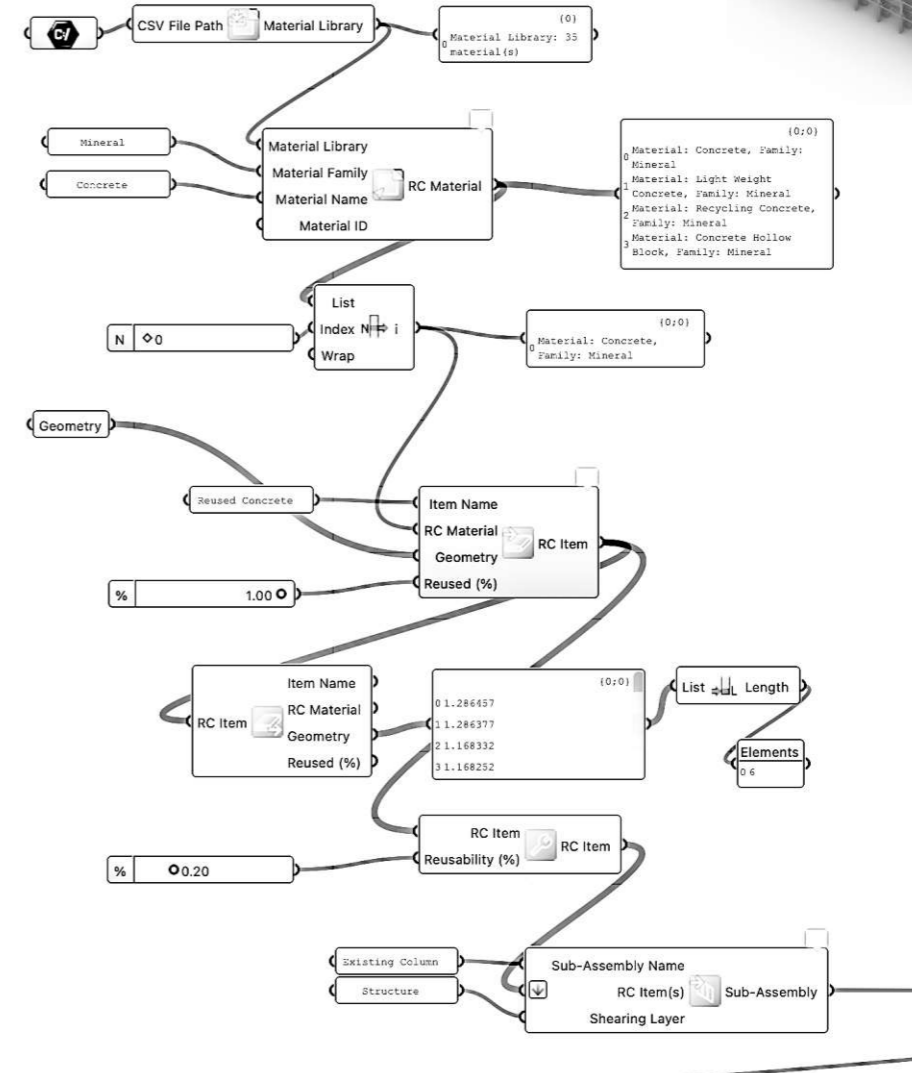 C:/
CSV File Path Material Library
{0}
0 Material Library: 35
material(s)
Mineral
Concrete
Material Library
Material Family
Material Name
Material ID
RC Material
{0;0}
0 Material: Concrete, Family:
Mineral
1 Material: Light Weight
Concrete, Family: Mineral
2 Material: Recycling Concrete,
Family: Mineral
3 Material: Concrete Hollow
Block, Family: Mineral
List
Index
Wrap
N i
N 0
{0;0}
0 Material: Concrete,
Family: Mineral
Geometry
Reused Concrete
Item Name
RC Material
Geometry
Reused (%)
RC Item
% 1.00
RC Item
Item Name
RC Material
Geometry
Reused (%)
{0;0}
0 1.286457
1 1.286377
2 1.168332
3 1.168252
List L Length
Elements
0 6
RC Item
Reusability (%)
RC Item
% 0.20
Existing Column
Structure
Sub-Assembly Name
RC Item(s)
Shearing Layer
Sub-Assembly